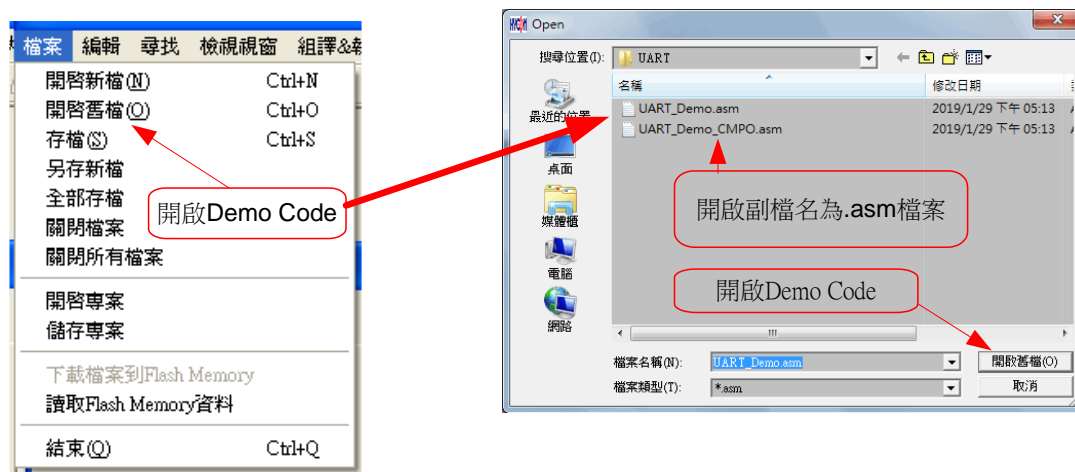 檔案 編輯 尋找 檢視視窗 組譯&
開啓新檔(N) Ctrl+N
開啓舊檔(O) Ctrl+O
存檔(S) Ctrl+S
另存新檔
全部存檔
關閉檔案
關閉所有檔案
開啓專案
儲存專案
下載檔案到Flash Memory
讀取Flash Memory資料
結束(Q) Ctrl+Q
開啟Demo Code
HYCON Open
搜尋位置(I): UART
名稱 修改日期
UART_Demo.asm 2019/1/29 下午 05:13
UART_Demo_CMPO.asm 2019/1/29 下午 05:13
最近的位置
桌面
媒體櫃
電腦
網路
開啟副檔名為.asm檔案
開啟Demo Code
檔案名稱(N): UART_Demo.asm 開啟舊檔(O)
檔案類型(T): *.asm 取消